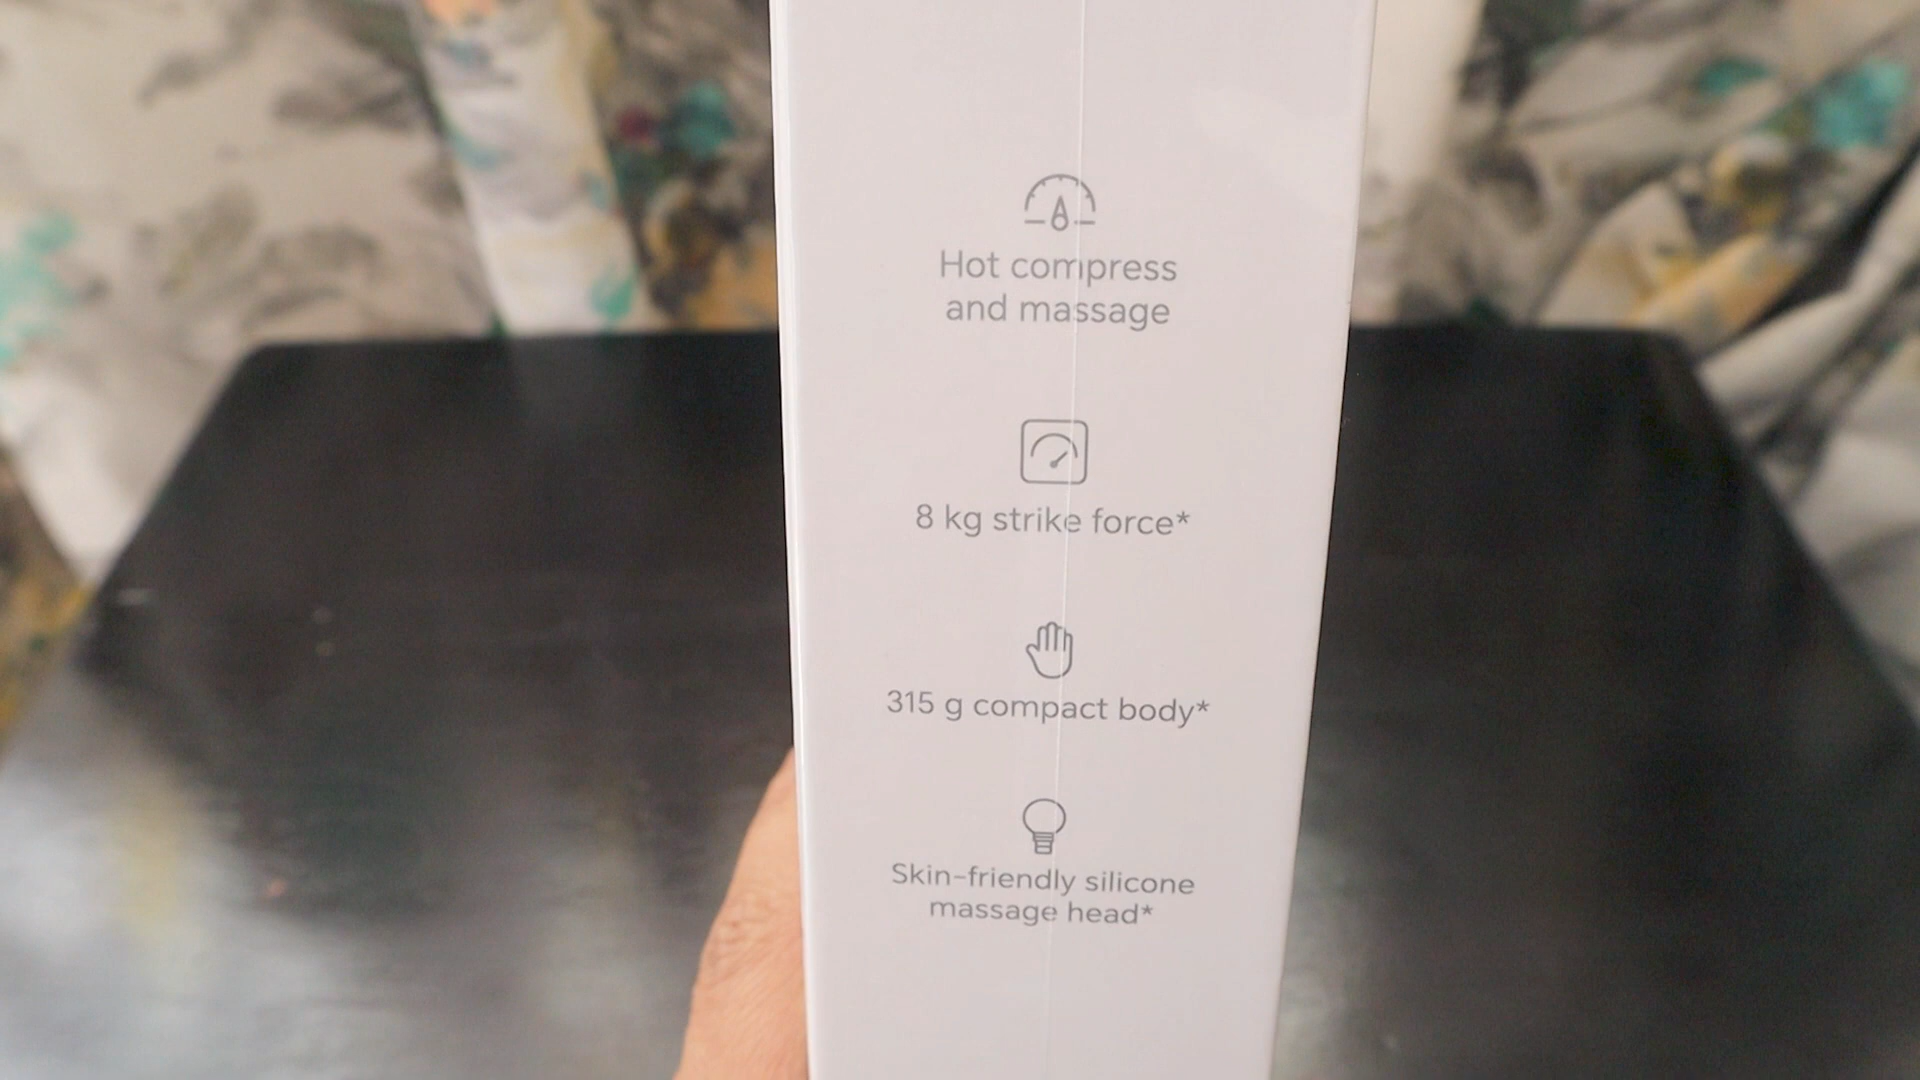 Hot compress
and massage
8 kg strike force*
315 g compact body*
Skin-friendly silicone
massage head*